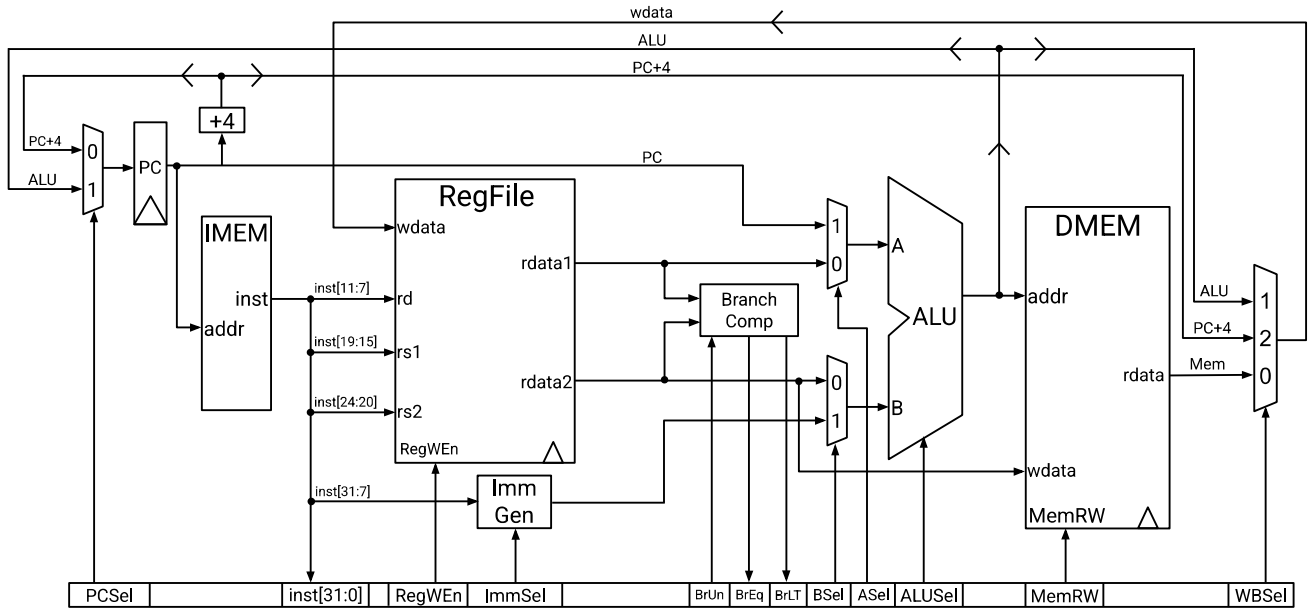 wdata
ALU
PC+4
+4
PC+4
0
PC
PC
ALU
1
RegFile
wdata
IMEM
inst
addr
inst[11:7]
rd
inst[19:15]
rs1
inst[24:20]
rs2
RegWEn
rdata1
rdata2
inst[31:7]
Imm
Gen
Branch
Comp
1
0
0
1
A
ALU
B
DMEM
addr
rdata
wdata
MemRW
ALU
1
PC+4
2
Mem
0
PCSel
inst[31:0]
RegWEn
ImmSel
BrUn
BrEq
BrLT
BSel
ASel
ALUSel
MemRW
WBSel